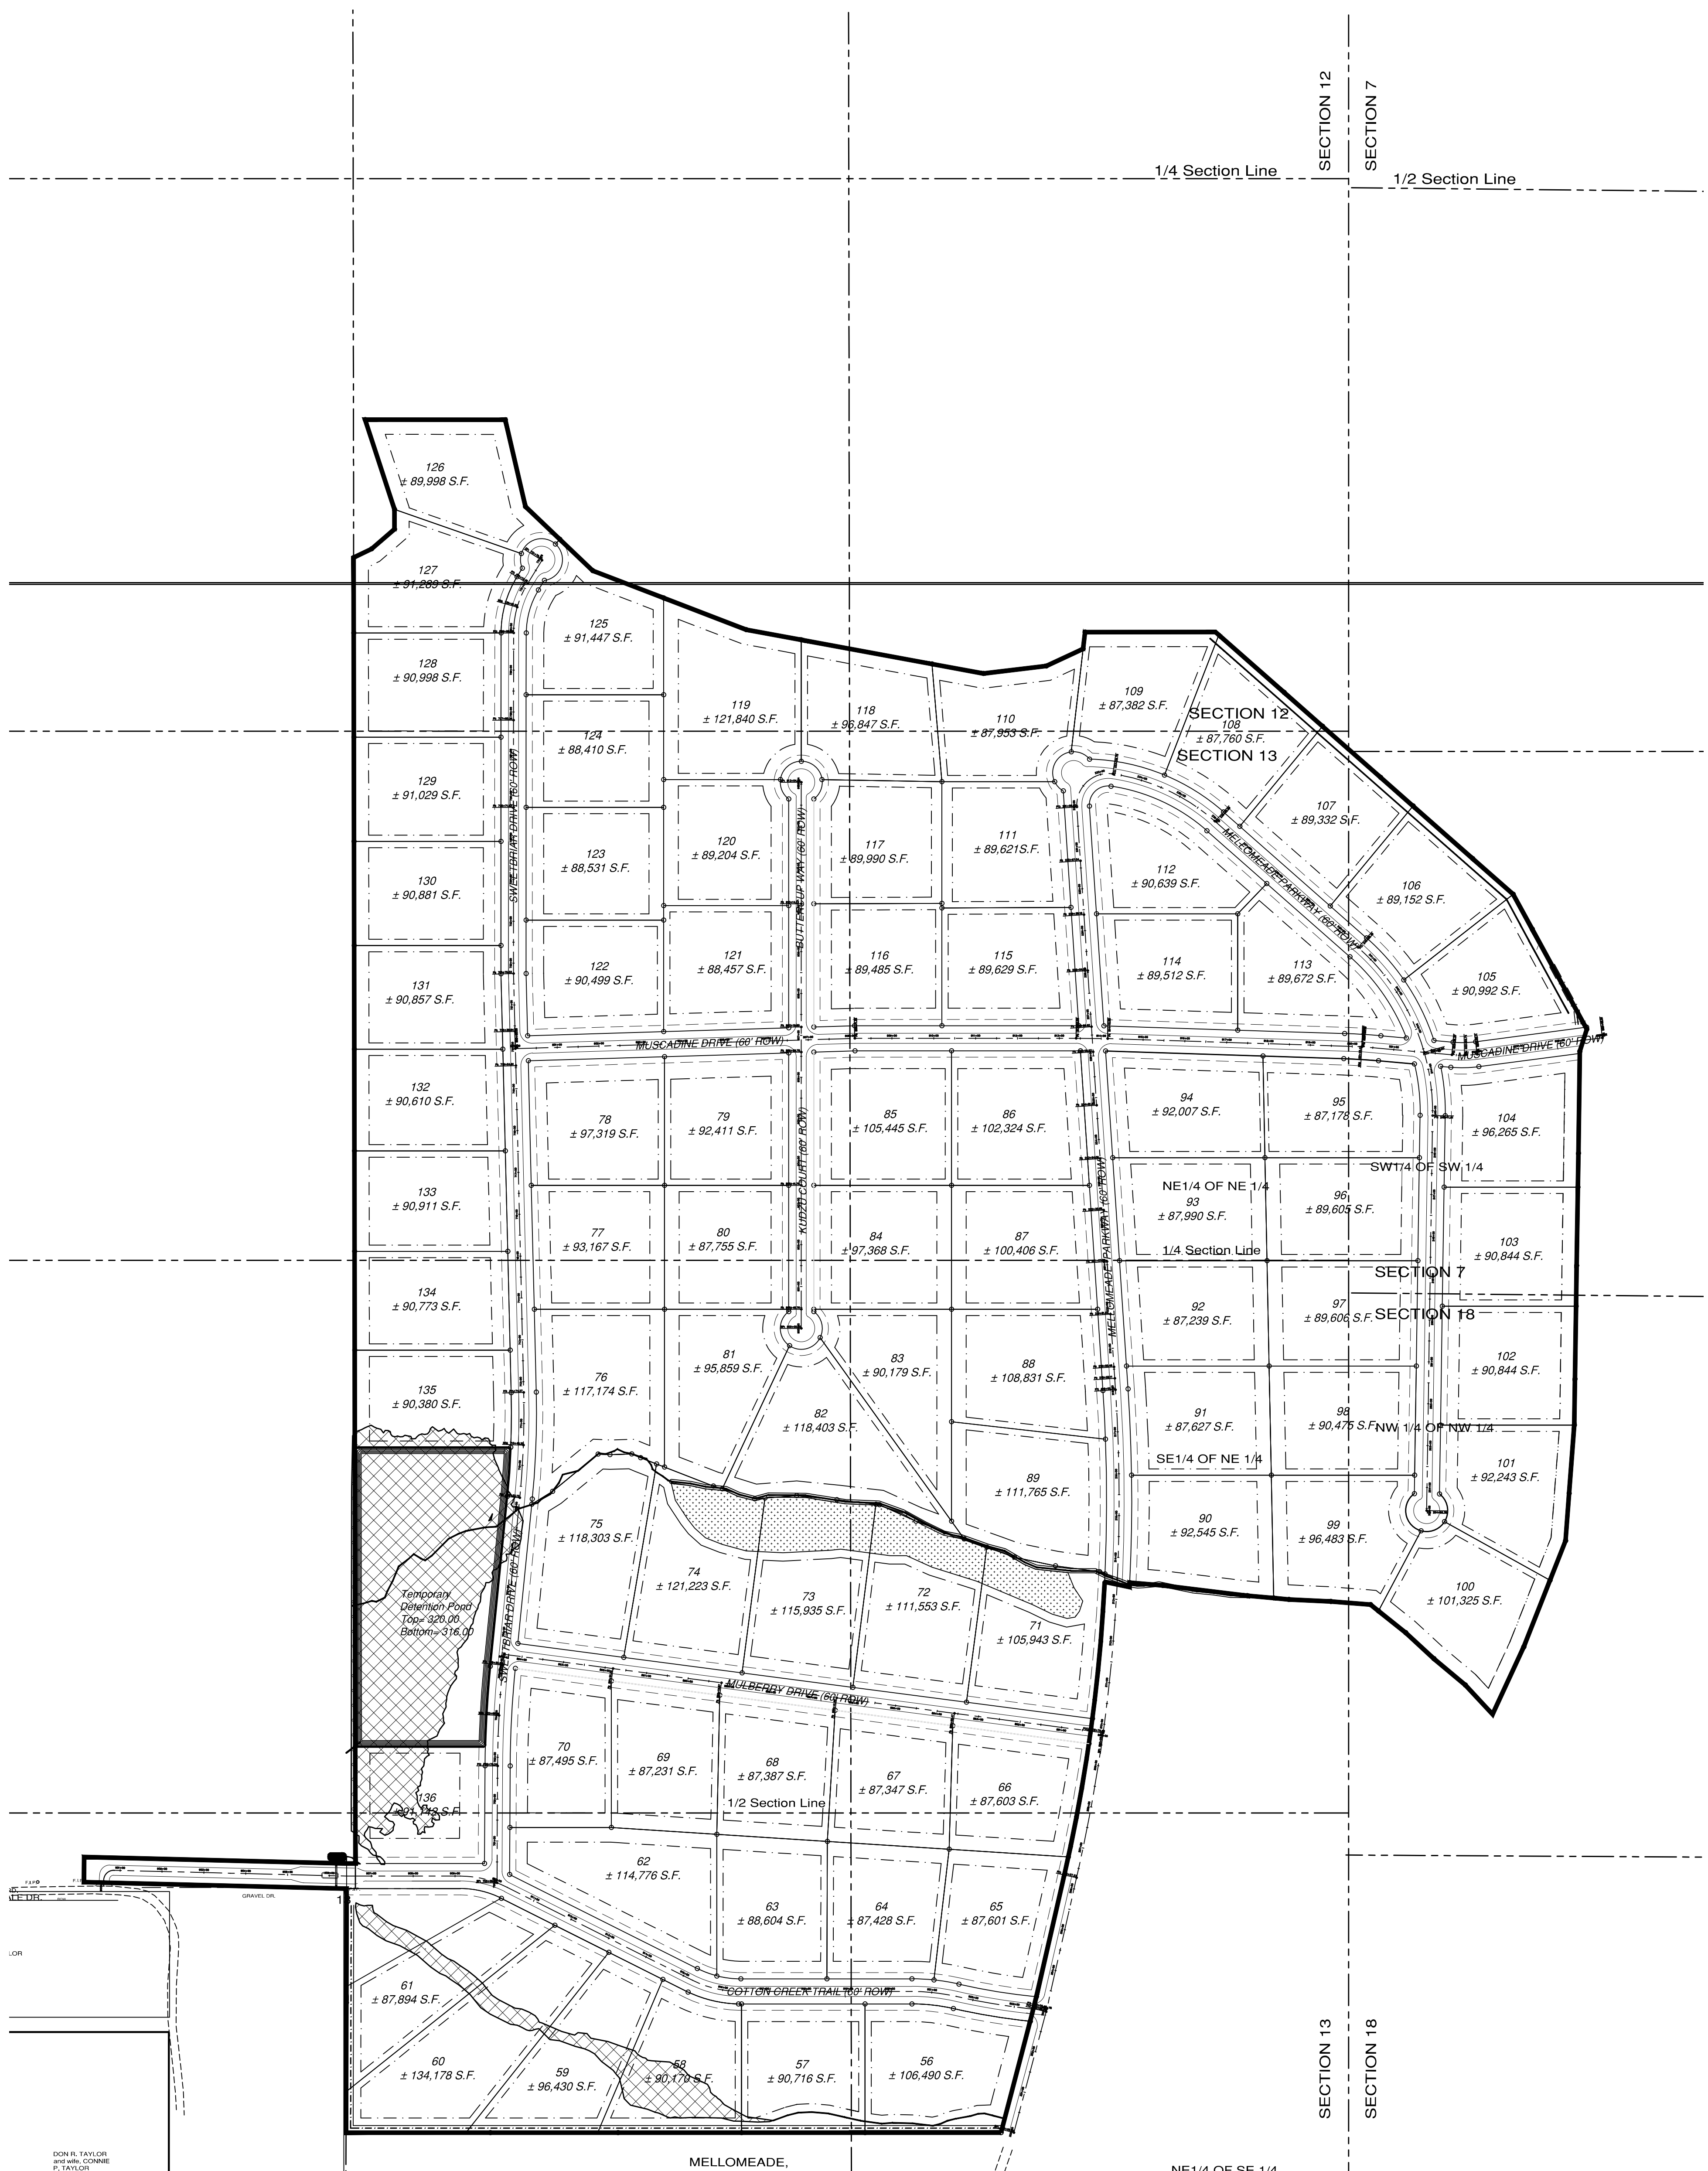 SECTION 12
SECTION 7
1/4 Section Line
1/2 Section Line
126
± 89,998 S.F.
127
± 91,289 S.F.
125
± 91,447 S.F.
128
± 90,998 S.F.
109
± 87,382 S.F.
119
± 121,840 S.F.
118
± 96,847 S.F.
110
± 87,953 S.F.
SECTION 12
108
± 87,760 S.F.
SECTION 13
124
± 88,410 S.F.
129
± 91,029 S.F.
SWEETBRIAR DRIVE (60' ROW)
107
± 89,332 S.F.
120
± 89,204 S.F.
117
± 89,990 S.F.
111
± 89,621S.F.
123
± 88,531 S.F.
BUTTERCUP WAY (60' ROW)
112
± 90,639 S.F.
MELLOMEADE PARKWAY (60' ROW)
130
± 90,881 S.F.
106
± 89,152 S.F.
122
± 90,499 S.F.
121
± 88,457 S.F.
116
± 89,485 S.F.
115
± 89,629 S.F.
114
± 89,512 S.F.
113
± 89,672 S.F.
105
± 90,992 S.F.
131
± 90,857 S.F.
MUSCADINE DRIVE (60' ROW)
MUSCADINE DRIVE (60' ROW)
132
± 90,610 S.F.
78
± 97,319 S.F.
79
± 92,411 S.F.
85
± 105,445 S.F.
86
± 102,324 S.F.
94
± 92,007 S.F.
95
± 87,178 S.F.
104
± 96,265 S.F.
KUDZU COURT (60' ROW)
SW1/4 OF SW 1/4
NE1/4 OF NE 1/4
133
± 90,911 S.F.
93
± 87,990 S.F.
96
± 89,605 S.F.
77
± 93,167 S.F.
80
± 87,755 S.F.
84
± 97,368 S.F.
87
± 100,406 S.F.
MELLOMEADE PARKWAY (60' ROW)
1/4 Section Line
103
± 90,844 S.F.
SECTION 7
134
± 90,773 S.F.
92
± 87,239 S.F.
97
± 89,606 S.F.
SECTION 18
81
± 95,859 S.F.
83
± 90,179 S.F.
88
± 108,831 S.F.
102
± 90,844 S.F.
76
± 117,174 S.F.
135
± 90,380 S.F.
82
± 118,403 S.F.
91
± 87,627 S.F.
98
± 90,475 S.F.
NW 1/4 OF NW 1/4
SE1/4 OF NE 1/4
101
± 92,243 S.F.
89
± 111,765 S.F.
90
± 92,545 S.F.
99
± 96,483 S.F.
75
± 118,303 S.F.
74
± 121,223 S.F.
73
± 115,935 S.F.
72
± 111,553 S.F.
100
± 101,325 S.F.
Temporary
Detention Pond
Top= 320.00
Bottom= 316.00
SWEETBRIAR DRIVE (60' ROW)
71
± 105,943 S.F.
MULBERRY DRIVE (60' ROW)
70
± 87,495 S.F.
69
± 87,231 S.F.
68
± 87,387 S.F.
67
± 87,347 S.F.
66
± 87,603 S.F.
1/2 Section Line
136
62
± 114,776 S.F.
GRAVEL DR.
63
± 88,604 S.F.
64
± 87,428 S.F.
65
± 87,601 S.F.
LOR
61
± 87,894 S.F.
COTTON CREEK TRAIL (60' ROW)
60
± 134,178 S.F.
59
± 96,430 S.F.
58
± 90,170 S.F.
57
± 90,716 S.F.
56
± 106,490 S.F.
SECTION 13
SECTION 18
DON R. TAYLOR
and wife, CONNIE
P. TAYLOR
MELLOMEADE,
NE1/4 OF SE 1/4